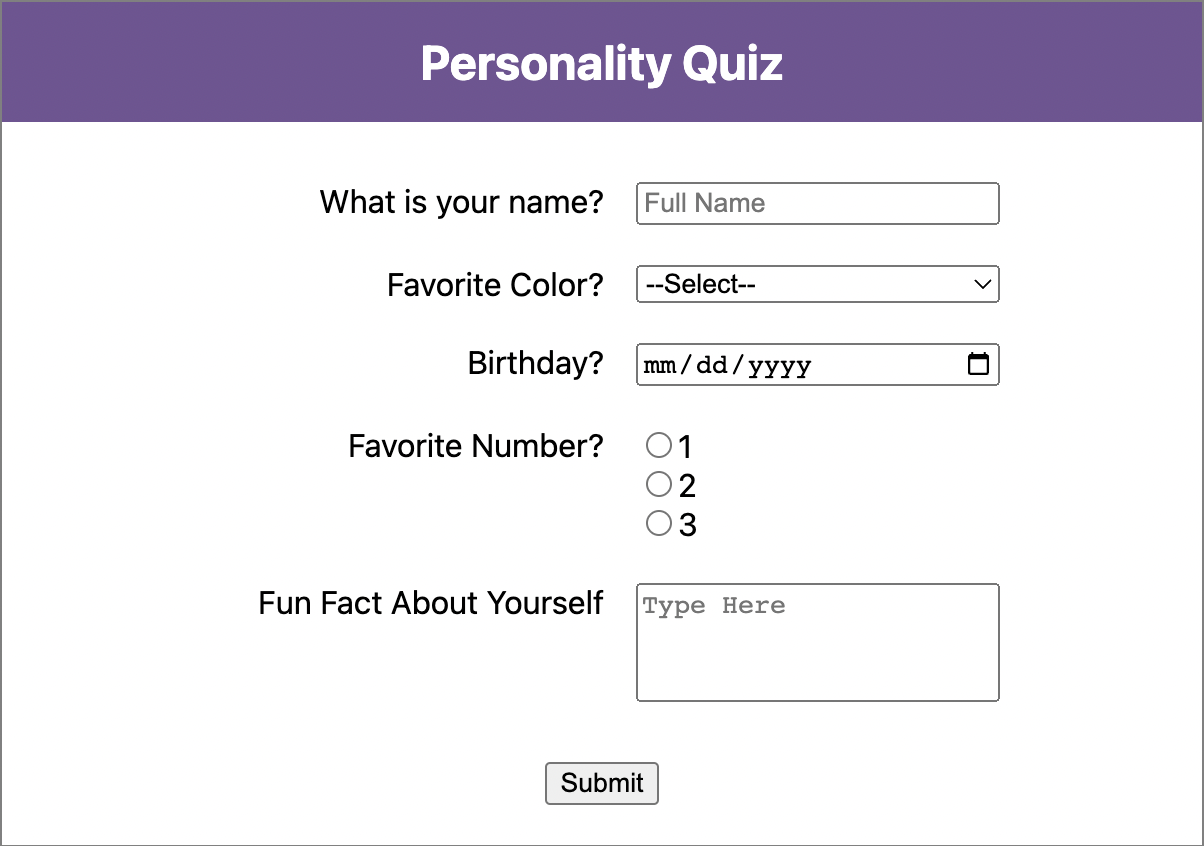 Personality Quiz
What is your name? Full Name
Favorite Color? --Select--
Birthday? mm/dd/yyyy
Favorite Number? 1
2
3
Fun Fact About Yourself Type Here
Submit